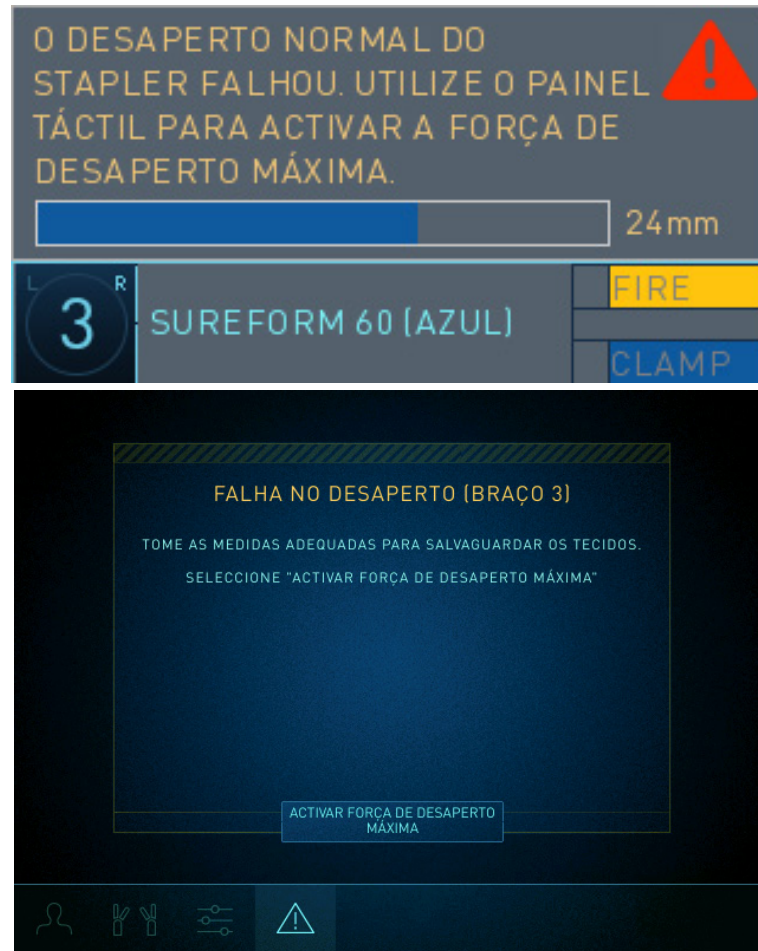 O DESAPERTO NORMAL DO
STAPLER FALHOU. UTILIZE O PAINEL
TÁCTIL PARA ACTIVAR A FORÇA DE
DESAPERTO MÁXIMA.
24 mm
L R
3
SUREFORM 60 (AZUL)
FIRE
CLAMP
FALHA NO DESAPERTO (BRAÇO 3)
TOME AS MEDIDAS ADEQUADAS PARA SALVAGUARDAR OS TECIDOS.
SELECCIONE "ACTIVAR FORÇA DE DESAPERTO MÁXIMA"
ACTIVAR FORÇA DE DESAPERTO
MÁXIMA